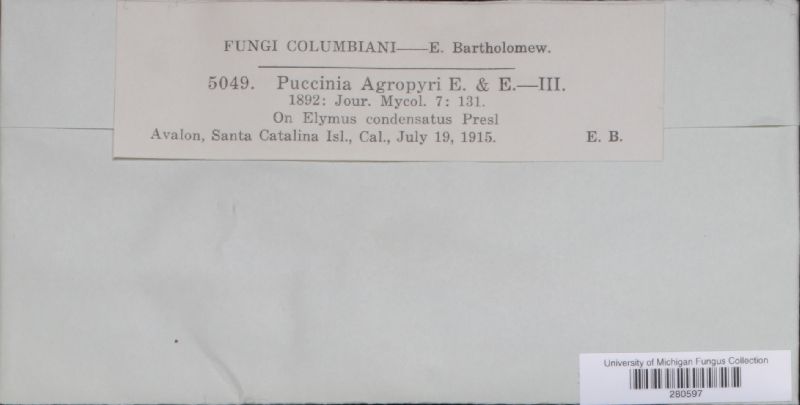 FUNGI COLUMBIANI——E. Bartholomew.
5049. Puccinia Agropyri E. & E.—III.
1892: Jour. Mycol. 7: 131.
On Elymus condensatus Presl
Avalon, Santa Catalina Isl., Cal., July 19, 1915. E. B.
University of Michigan Fungus Collection
280597